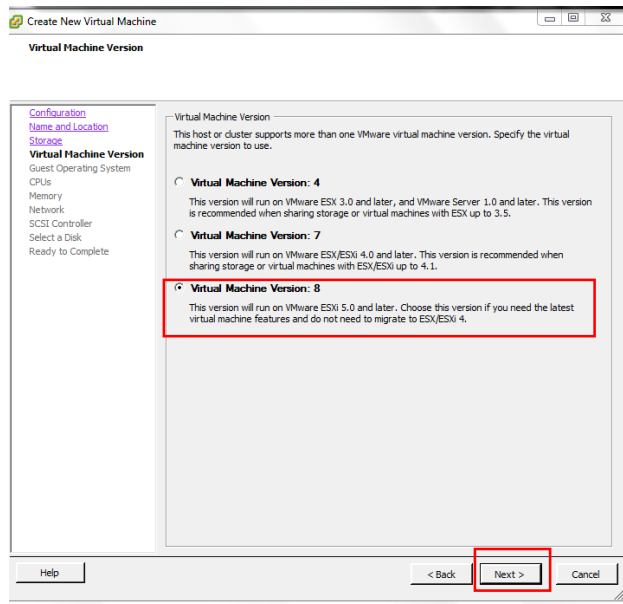 Create New Virtual Machine
Virtual Machine Version
Configuration
Name and Location
Storage
Virtual Machine Version
Guest Operating System
CPUs
Memory
Network
SCSI Controller
Select a Disk
Ready to Complete
Virtual Machine Version
This host or cluster supports more than one VMware virtual machine version. Specify the virtual
machine version to use.
Virtual Machine Version: 4
This version will run on VMware ESX 3.0 and later, and VMware Server 1.0 and later. This version
is recommended when sharing storage or virtual machines with ESX up to 3.5.
Virtual Machine Version: 7
This version will run on VMware ESX/ESXi 4.0 and later. This version is recommended when
sharing storage or virtual machines with ESX/ESXi up to 4.1.
Virtual Machine Version: 8
This version will run on VMware ESXi 5.0 and later. Choose this version if you need the latest
virtual machine features and do not need to migrate to ESX/ESXi 4.
Help
< Back
Next >
Cancel